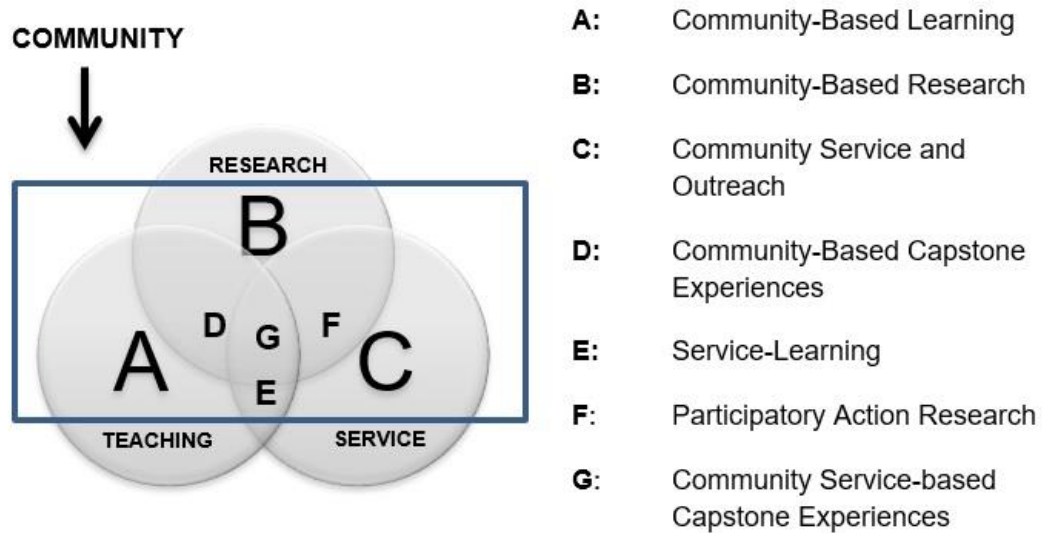 COMMUNITY
RESEARCH
B
D
G
F
A
C
E
TEACHING
SERVICE
A: Community-Based Learning
B: Community-Based Research
C: Community Service and
Outreach
D: Community-Based Capstone
Experiences
E: Service-Learning
F: Participatory Action Research
G: Community Service-based
Capstone Experiences